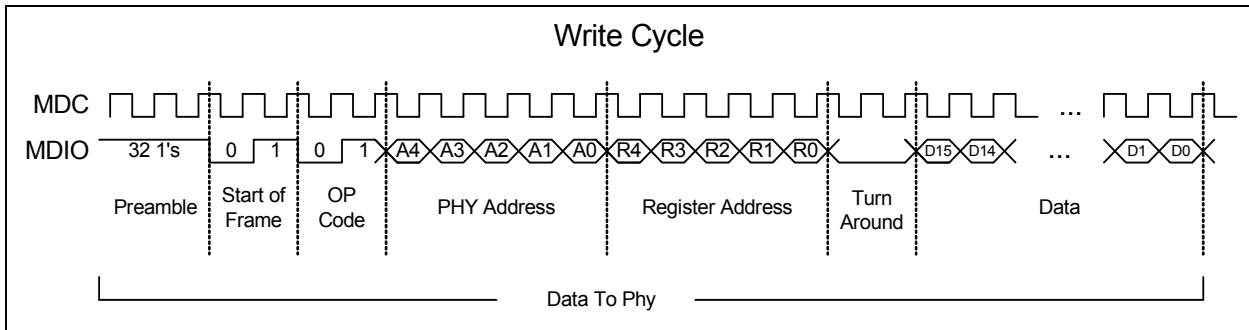 Write Cycle
MDC ...
MDIO 32 1's 0 1 0 1 A4 A3 A2 A1 A0 R4 R3 R2 R1 R0 D15 D14 ... D1 D0
Preamble Start of Frame OP Code PHY Address Register Address Turn Around Data
Data To Phy